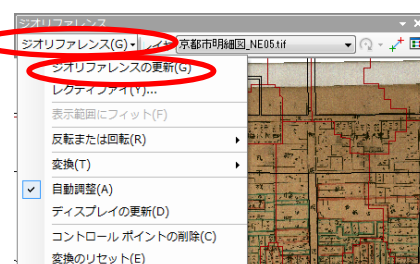 ジオリファレンス
ジオリファレンス(G) レイヤ 京都市明細図_NE05.tif
ジオリファレンスの更新(G)
レクティファイ(Y)...
表示範囲にフィット(F)
反転または回転(R)
変換(T)
自動調整(A)
ディスプレイの更新(D)
コントロール ポイントの削除(C)
変換のリセット(E)